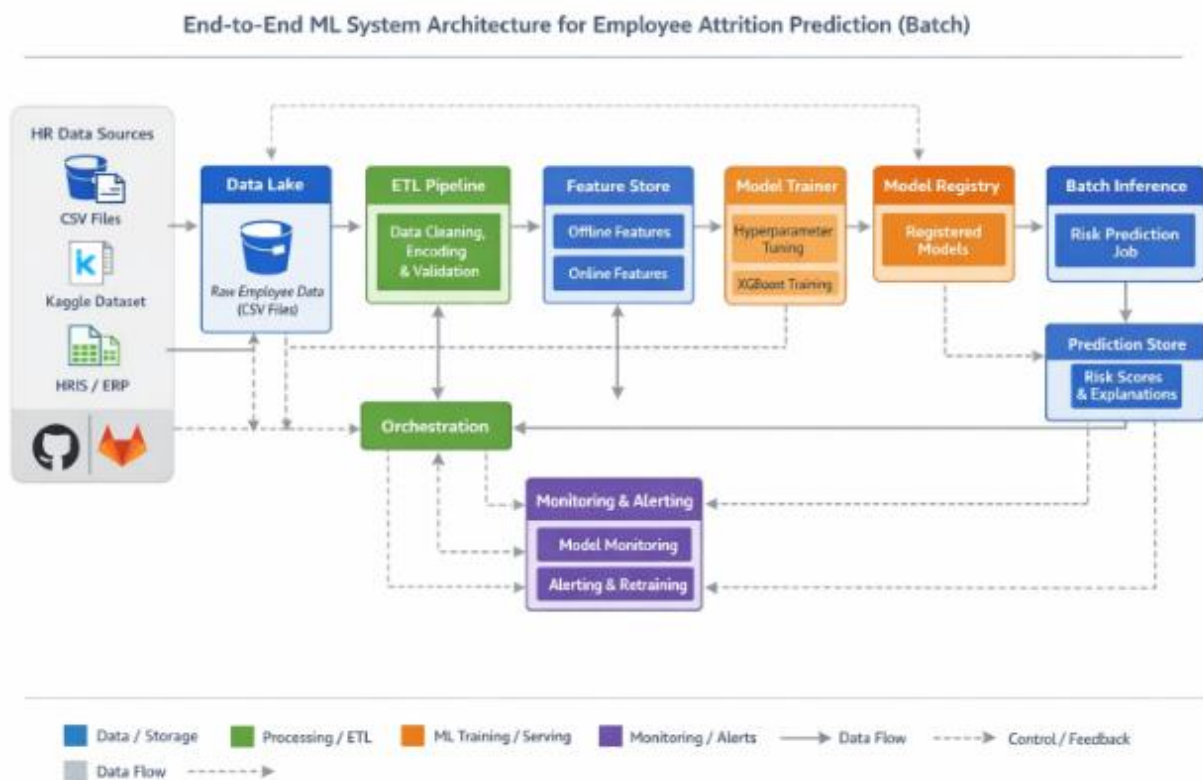 End-to-End ML System Architecture for Employee Attrition Prediction (Batch)
HR Data Sources
CSV Files
Kaggle Dataset
HRIS / ERP
Data Lake
Raw Employee Data
(CSV Files)
ETL Pipeline
Data Cleaning,
Encoding
& Validation
Feature Store
Offline Features
Online Features
Model Trainer
Hyperparameter
Tuning
XGBoost Training
Model Registry
Registered
Models
Batch Inference
Risk Prediction
Job
Prediction Store
Risk Scores
& Explanations
Orchestration
Monitoring & Alerting
Model Monitoring
Alerting & Retraining
Data / Storage
Processing / ETL
ML Training / Serving
Monitoring / Alerts
Data Flow
Control / Feedback
Data Flow